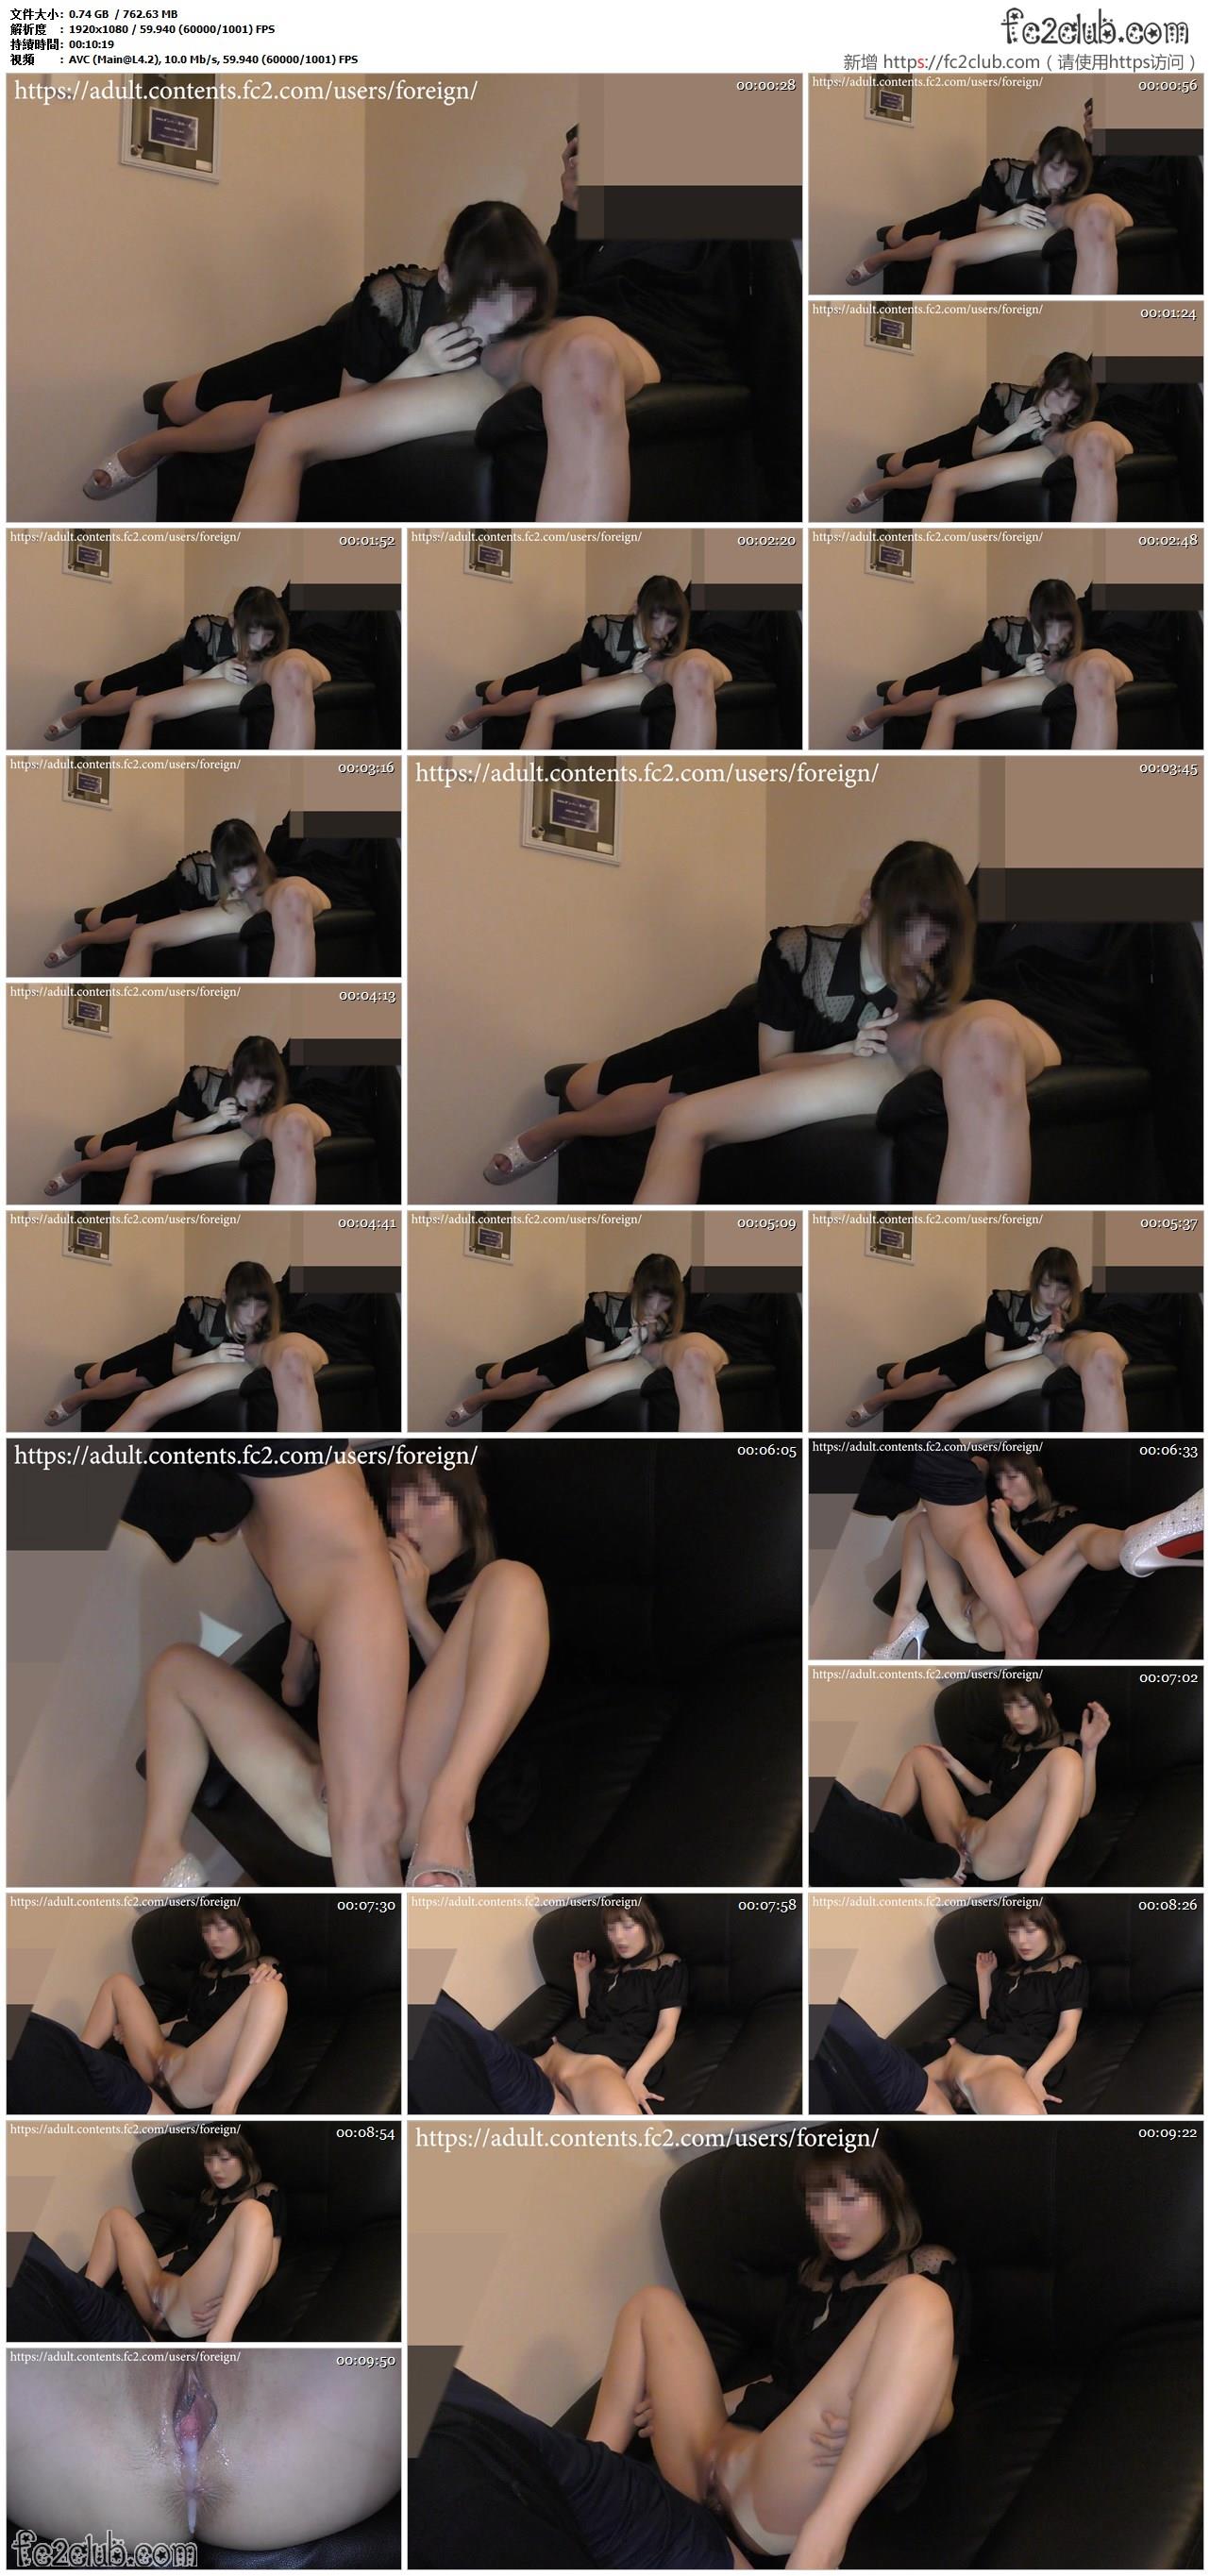 文件大小: 0.74 GB / 762.63 MB
解析度 : 1920x1080 / 59.940 (60000/1001) FPS
持續時間: 00:10:19
視頻 : AVC (Main@L4.2), 10.0 Mb/s, 59.940 (60000/1001) FPS
fc2club.com
新增 https://fc2club.com ( 请使用https访问 )
https://adult.contents.fc2.com/users/foreign/ 00:00:28
https://adult.contents.fc2.com/users/foreign/ 00:00:56
https://adult.contents.fc2.com/users/foreign/ 00:01:24
https://adult.contents.fc2.com/users/foreign/ 00:01:52
https://adult.contents.fc2.com/users/foreign/ 00:02:20
https://adult.contents.fc2.com/users/foreign/ 00:02:48
https://adult.contents.fc2.com/users/foreign/ 00:03:16
https://adult.contents.fc2.com/users/foreign/ 00:03:45
https://adult.contents.fc2.com/users/foreign/ 00:04:13
https://adult.contents.fc2.com/users/foreign/ 00:04:41
https://adult.contents.fc2.com/users/foreign/ 00:05:09
https://adult.contents.fc2.com/users/foreign/ 00:05:37
https://adult.contents.fc2.com/users/foreign/ 00:06:05
https://adult.contents.fc2.com/users/foreign/ 00:06:33
https://adult.contents.fc2.com/users/foreign/ 00:07:02
https://adult.contents.fc2.com/users/foreign/ 00:07:30
https://adult.contents.fc2.com/users/foreign/ 00:07:58
https://adult.contents.fc2.com/users/foreign/ 00:08:26
https://adult.contents.fc2.com/users/foreign/ 00:08:54
https://adult.contents.fc2.com/users/foreign/ 00:09:22
https://adult.contents.fc2.com/users/foreign/ 00:09:50
fc2club.com